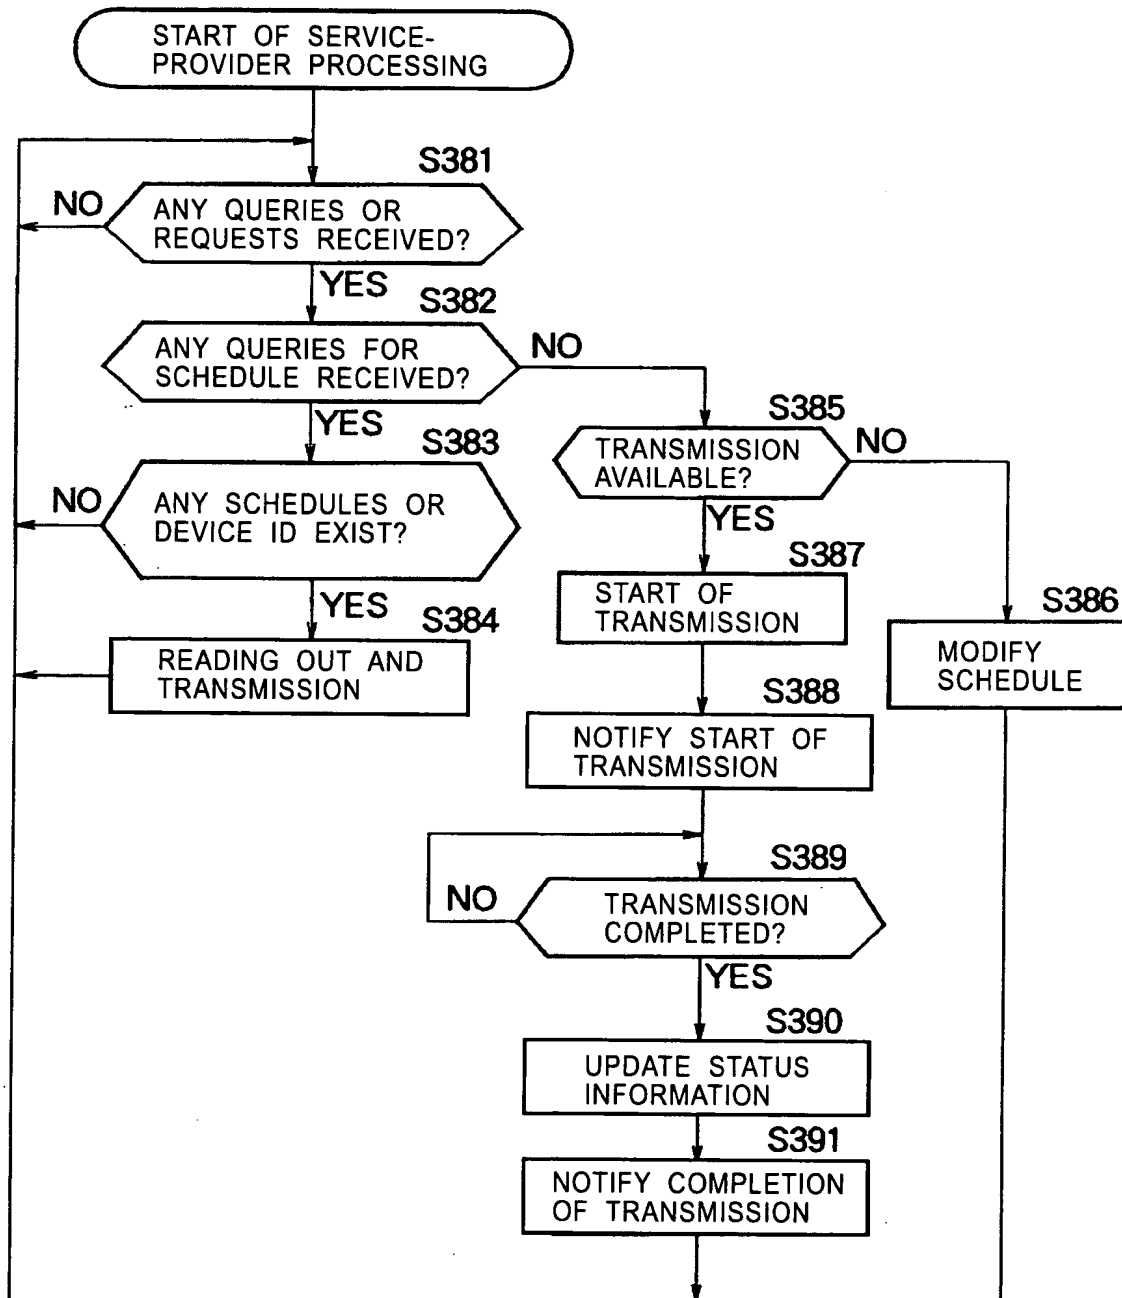 START OF SERVICE-
PROVIDER PROCESSING
S381
NO
ANY QUERIES OR
REQUESTS RECEIVED?
YES
S382
ANY QUERIES FOR
SCHEDULE RECEIVED?
NO
YES
S383
NO
ANY SCHEDULES OR
DEVICE ID EXIST?
YES
S384
READING OUT AND
TRANSMISSION
S385
TRANSMISSION
AVAILABLE?
NO
YES
S387
START OF
TRANSMISSION
S386
MODIFY
SCHEDULE
S388
NOTIFY START OF
TRANSMISSION
S389
NO
TRANSMISSION
COMPLETED?
YES
S390
UPDATE STATUS
INFORMATION
S391
NOTIFY COMPLETION
OF TRANSMISSION